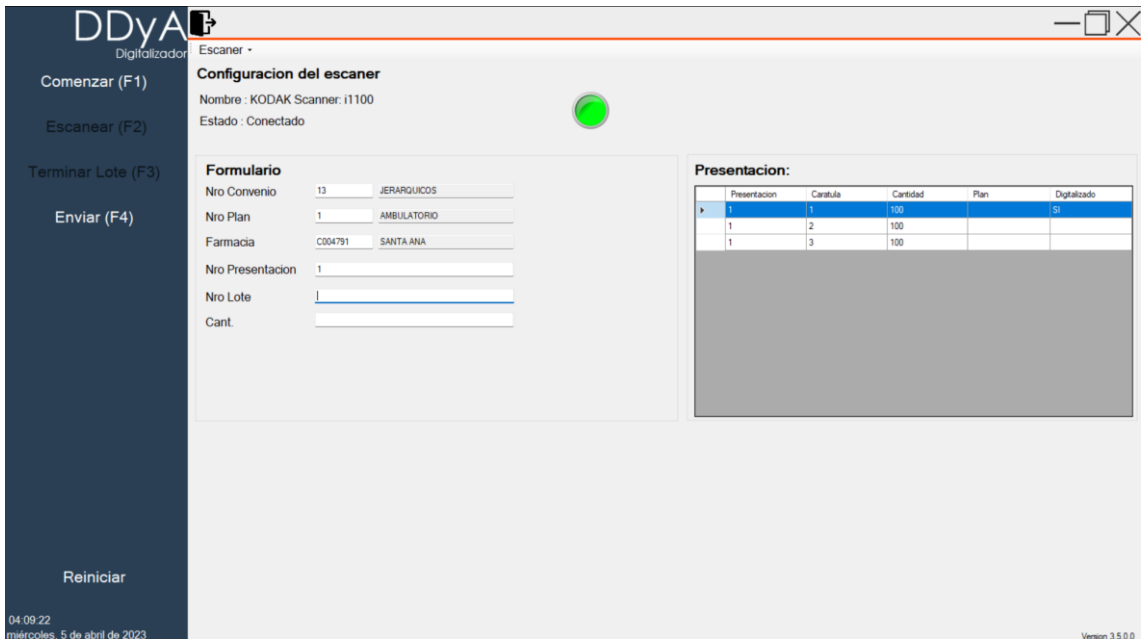 DDyA
Digitalizador
Comenzar (F1)
Escanear (F2)
Terminar Lote (F3)
Enviar (F4)
Reiniciar
04:09:22
miércoles, 5 de abril de 2023
Escaner
Configuracion del escaner
Nombre : KODAK Scanner: i1100
Estado : Conectado
Formulario
Nro Convenio 13 JERARQUICOS
Nro Plan 1 AMBULATORIO
Farmacia C004791 SANTA ANA
Nro Presentacion 1
Nro Lote
Cant.
Presentacion:
Presentacion Caratula Cantidad Plan Digitalizado
1 1 100 SI
1 2 100
1 3 100
Version 3.5.0.0